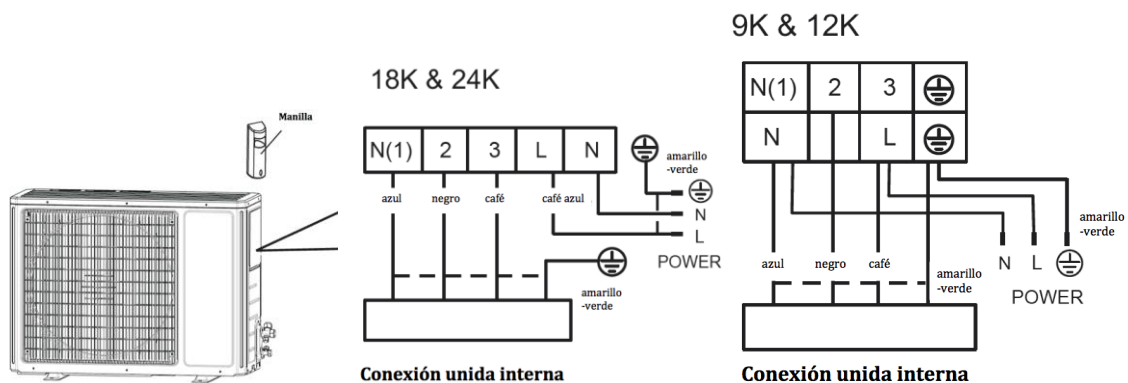 Manilla
18K & 24K
N(1) 2 3 L N
amarillo
-verde
azul negro café café azul
N
L
POWER
amarillo
-verde
Conexión unida interna
9K & 12K
N(1) 2 3
N L
amarillo
-verde
azul negro café
amarillo
-verde
N L
POWER
Conexión unida interna